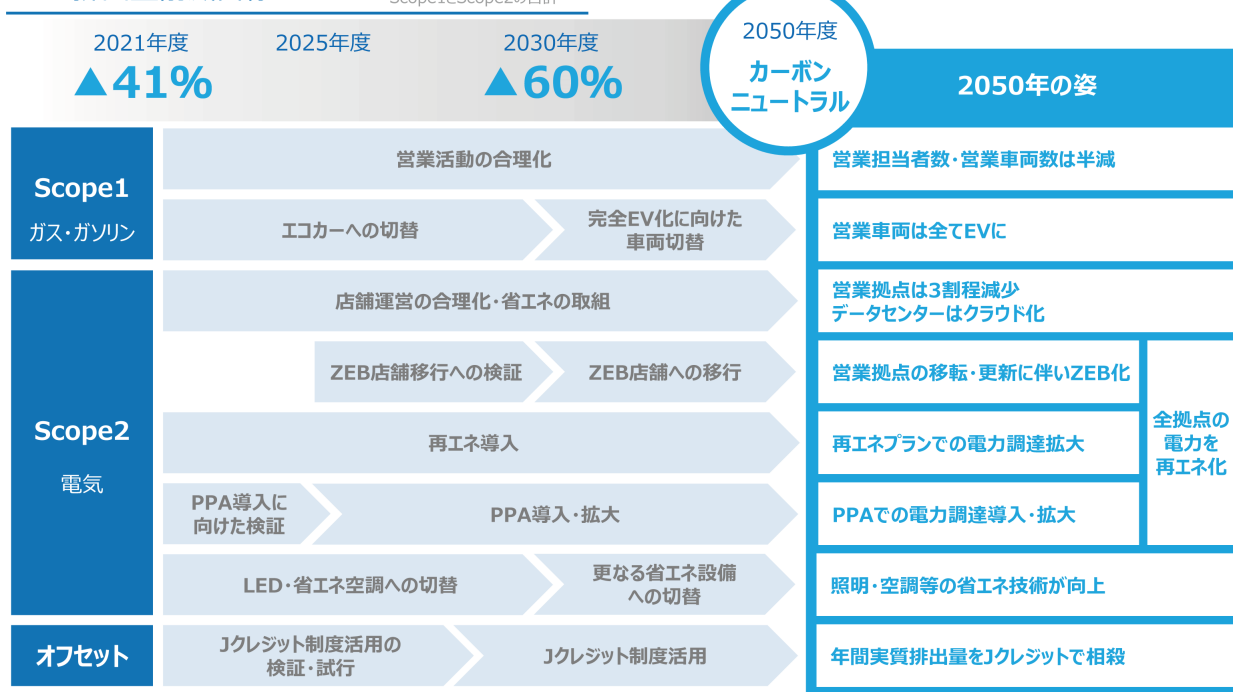 Scope1とScope2の合計
2021年度
2025年度
2030年度
2050年度
▲41%
▲60%
カーボン
ニュートラル
2050年の姿
Scope1
ガス・ガソリン
営業活動の合理化
営業担当者数・営業車両数は半減
エコカーへの切替
完全EV化に向けた
車両切替
営業車両は全てEVに
Scope2
電気
店舗運営の合理化・省エネの取組
営業拠点は3割程減少
データセンターはクラウド化
ZEB店舗移行への検証
ZEB店舗への移行
営業拠点の移転・更新に伴いZEB化
再エネ導入
再エネプランでの電力調達拡大
全拠点の
電力を
再エネ化
PPA導入に
向けた検証
PPA導入・拡大
PPAでの電力調達導入・拡大
LED・省エネ空調への切替
更なる省エネ設備
への切替
照明・空調等の省エネ技術が向上
オフセット
Jクレジット制度活用の
検証・試行
Jクレジット制度活用
年間実質排出量をJクレジットで相殺